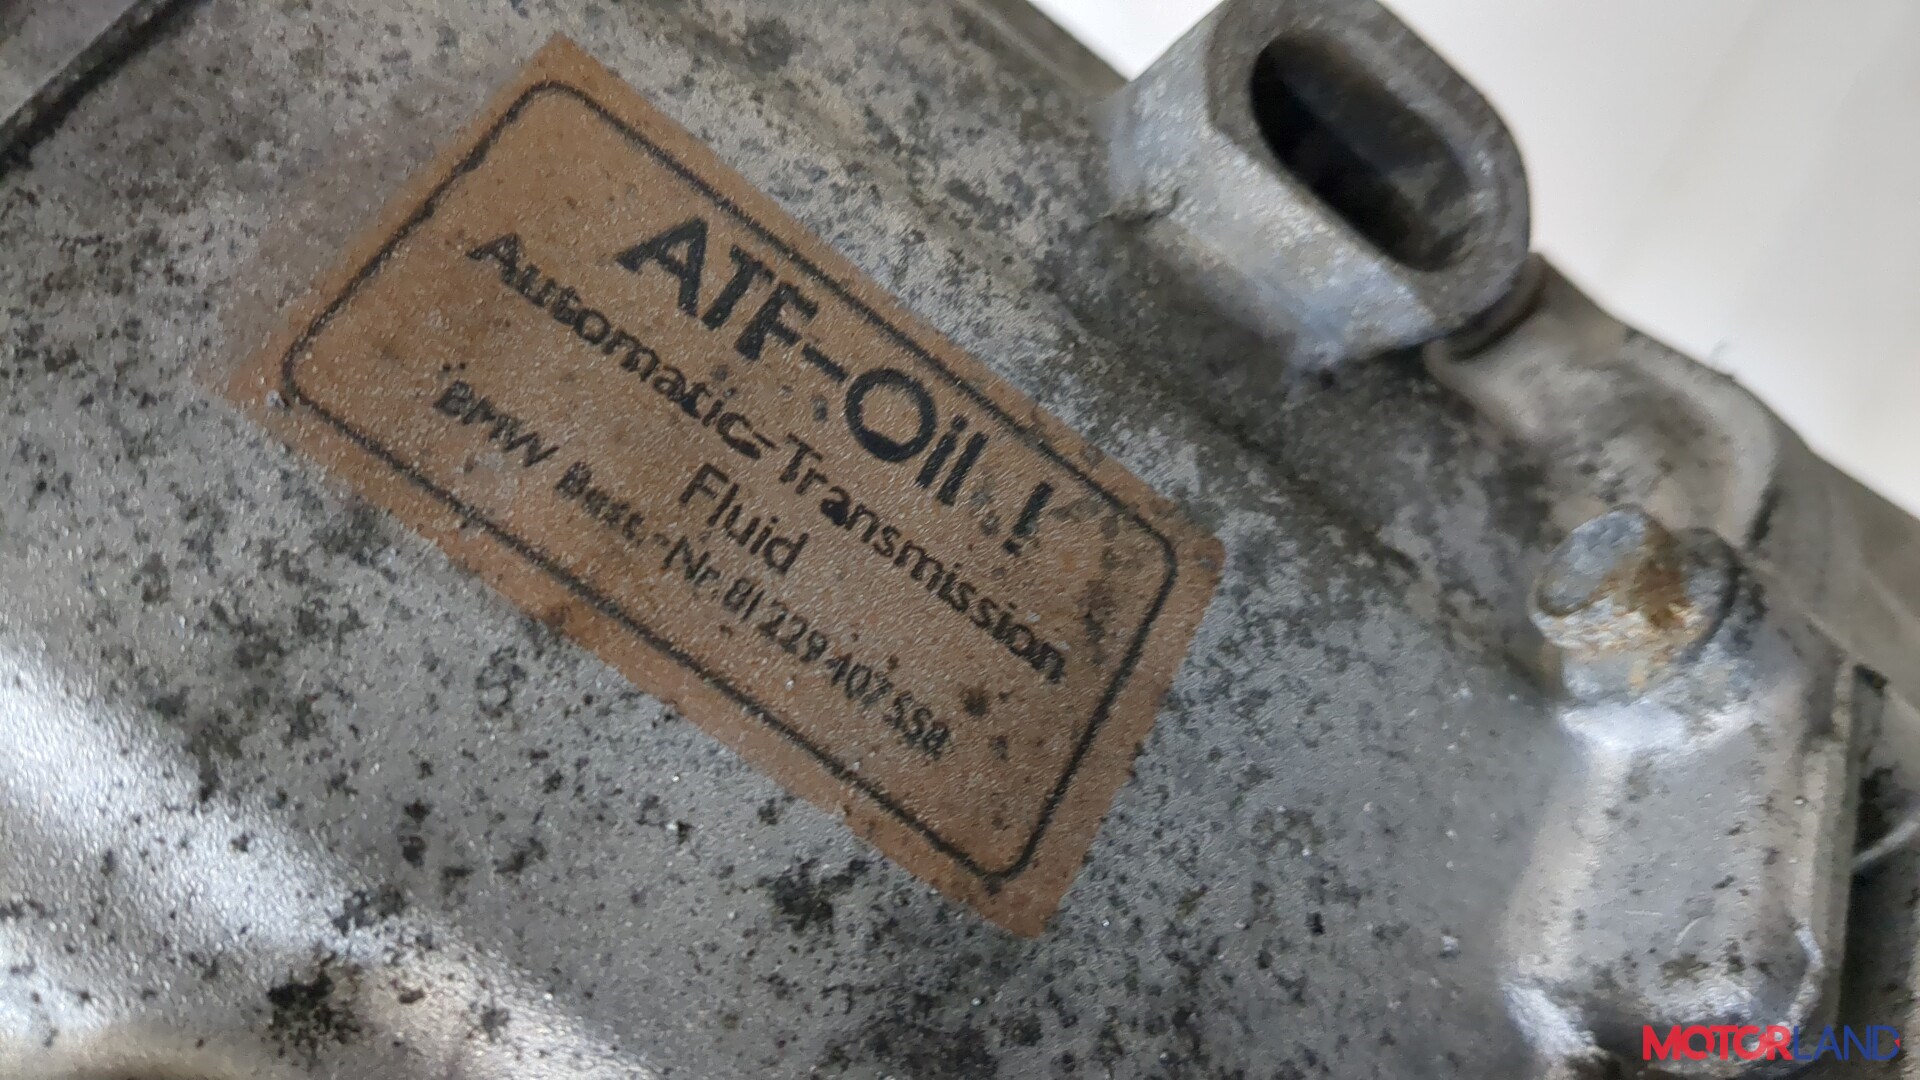 ATF-Oil !
Automatic-Transmission
Fluid
BMW Best.-Nr. 81 229 407 558
MOTORLAND